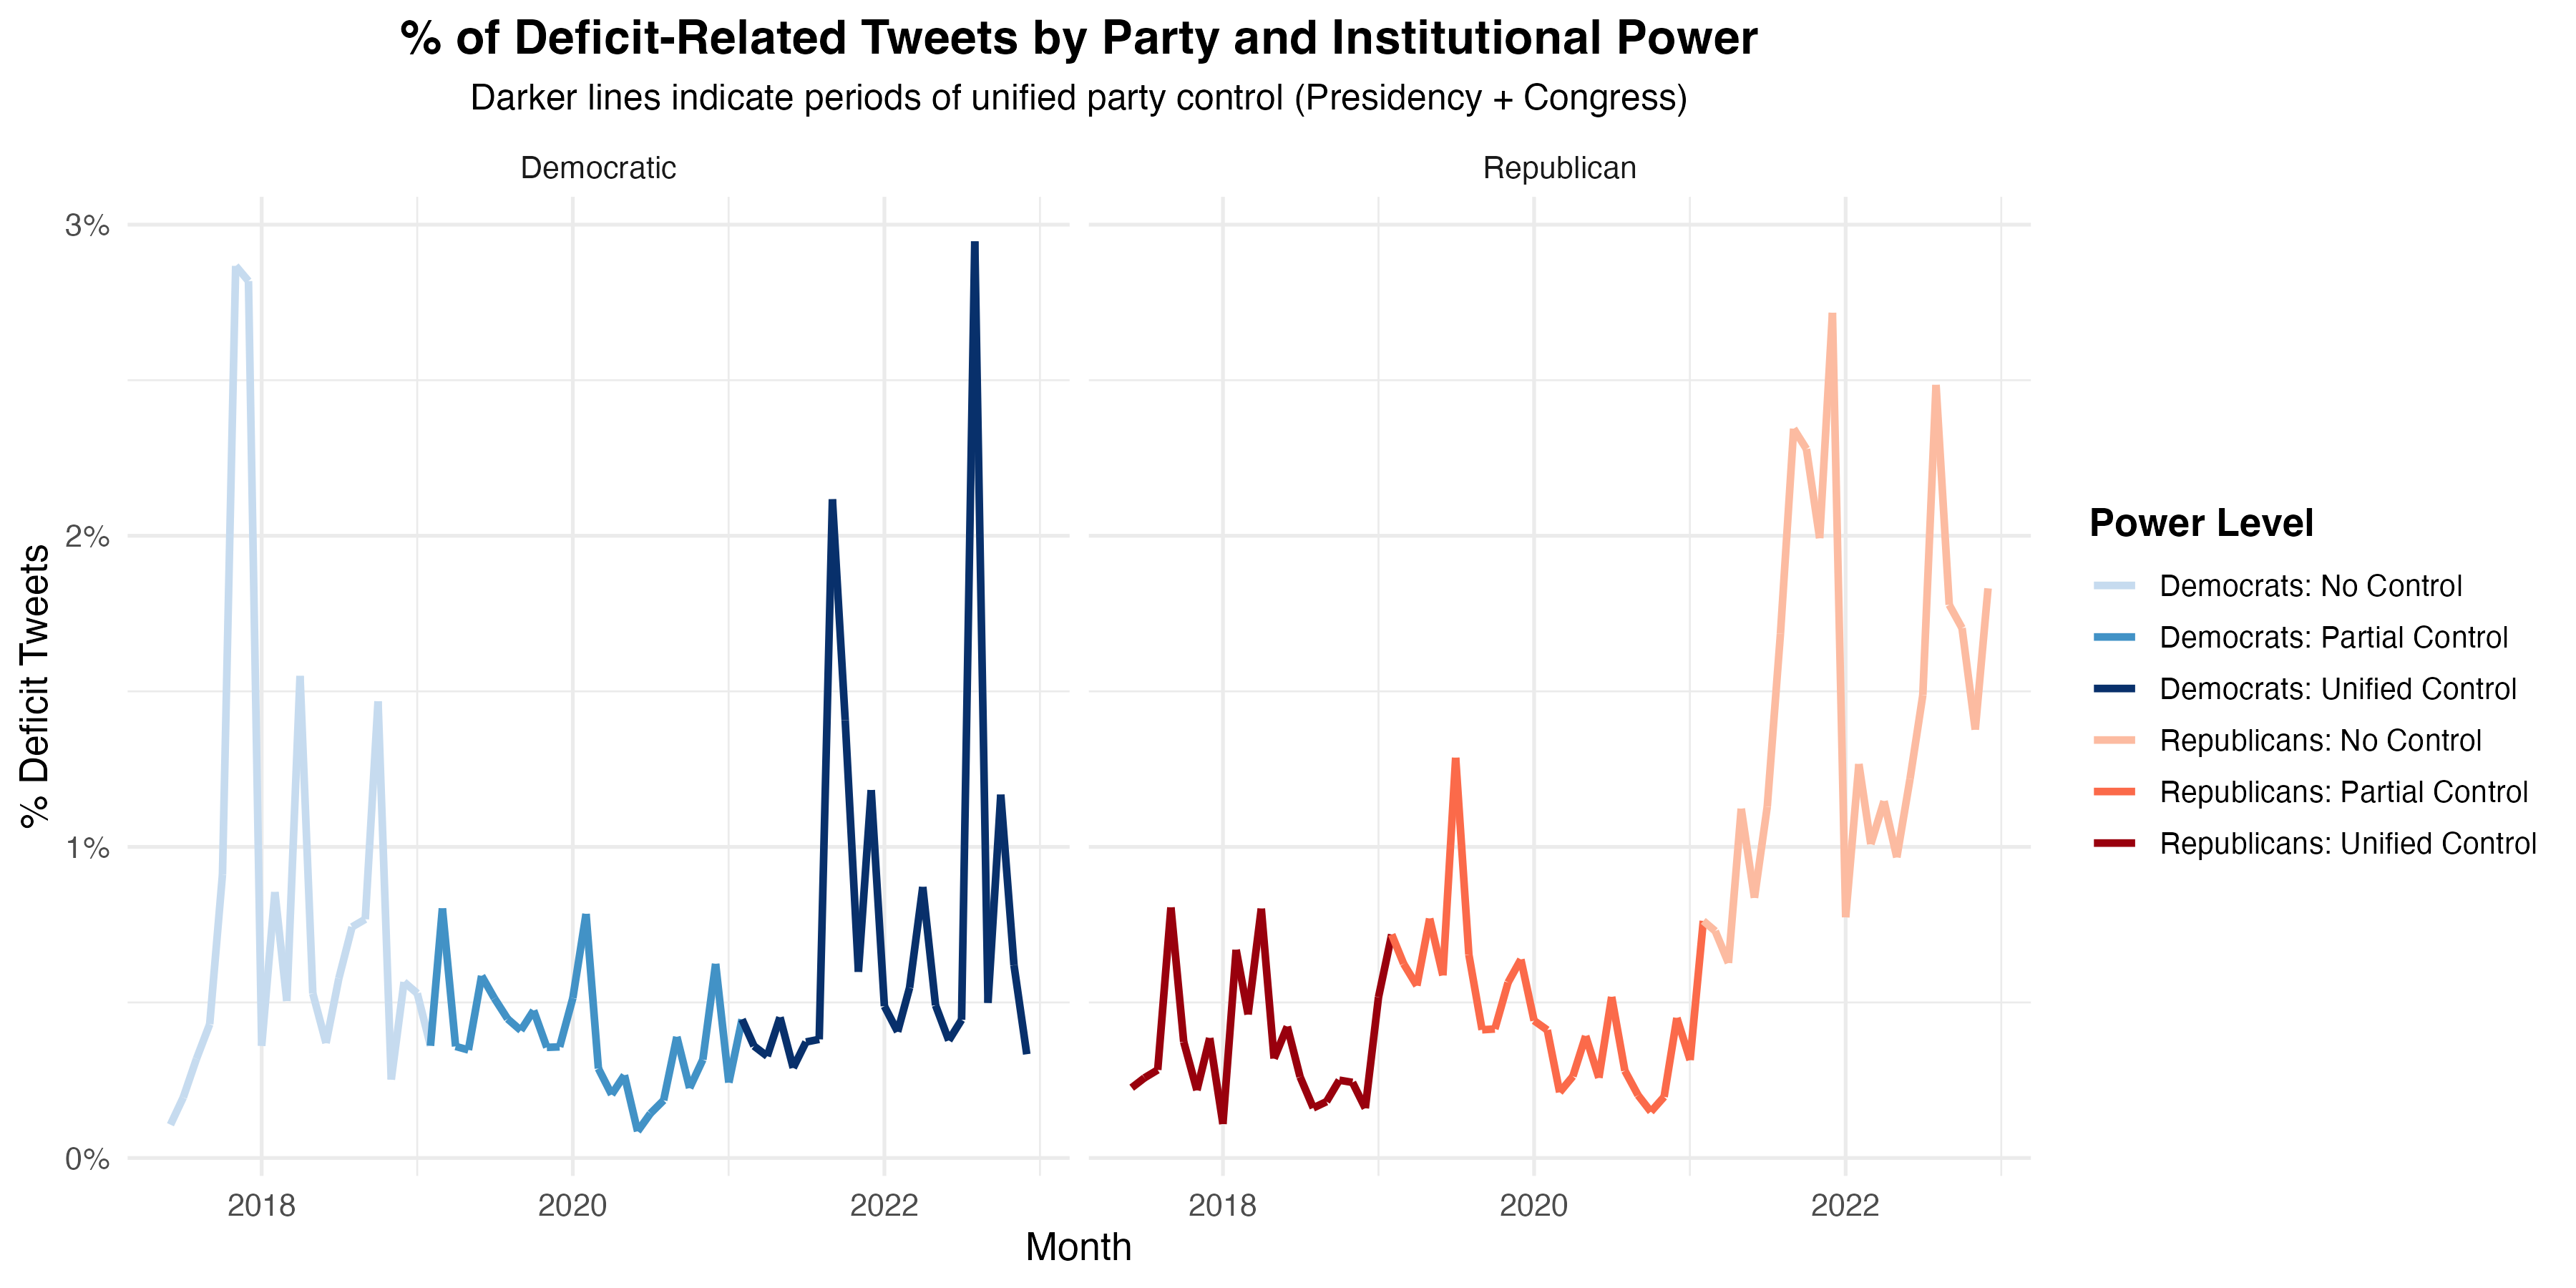 % of Deficit-Related Tweets by Party and Institutional Power
Darker lines indicate periods of unified party control (Presidency + Congress)
Democratic
Republican
% Deficit Tweets
3%
2%
1%
0%
2018
2020
2022
2018
2020
2022
Month
Power Level
Democrats: No Control
Democrats: Partial Control
Democrats: Unified Control
Republicans: No Control
Republicans: Partial Control
Republicans: Unified Control